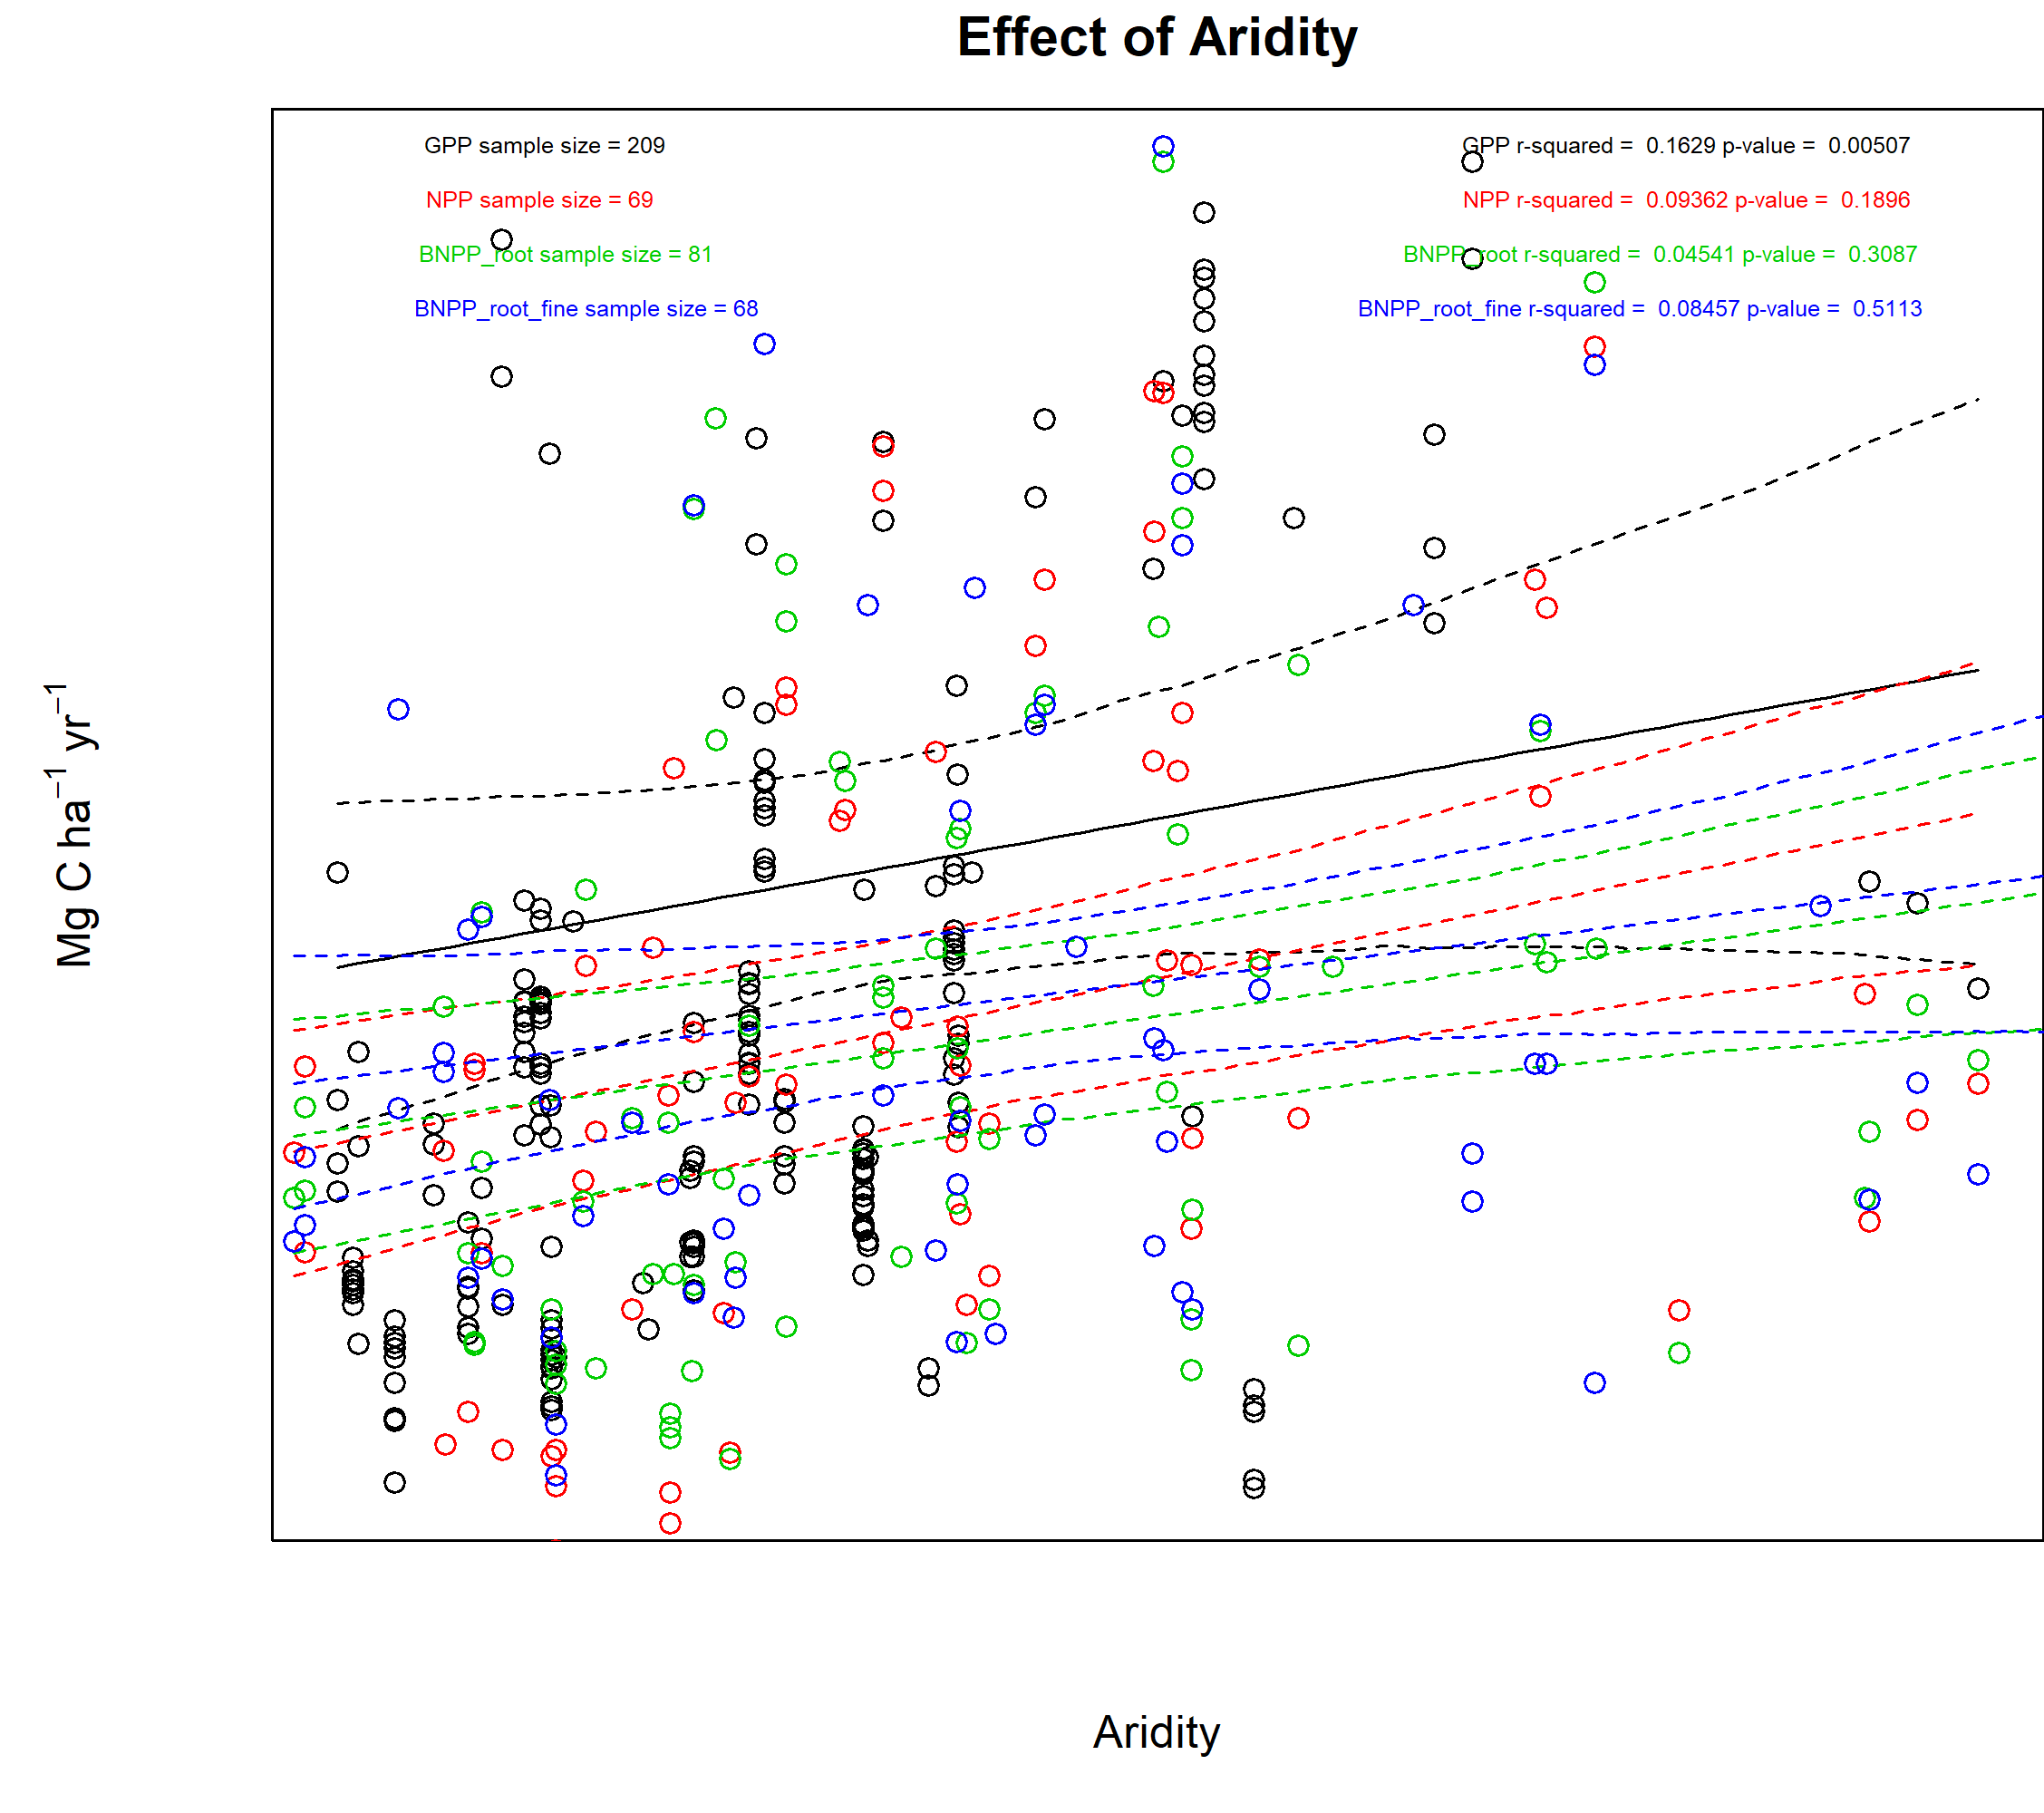 Effect of Aridity
GPP sample size = 209
NPP sample size = 69
BNPP_root sample size = 81
BNPP_root_fine sample size = 68
GPP r-squared =  0.1629 p-value =  0.00507
NPP r-squared =  0.09362 p-value =  0.1896
BNPP_root r-squared =  0.04541 p-value =  0.3087
BNPP_root_fine r-squared =  0.08457 p-value =  0.5113
Mg C ha⁻¹ yr⁻¹
Aridity